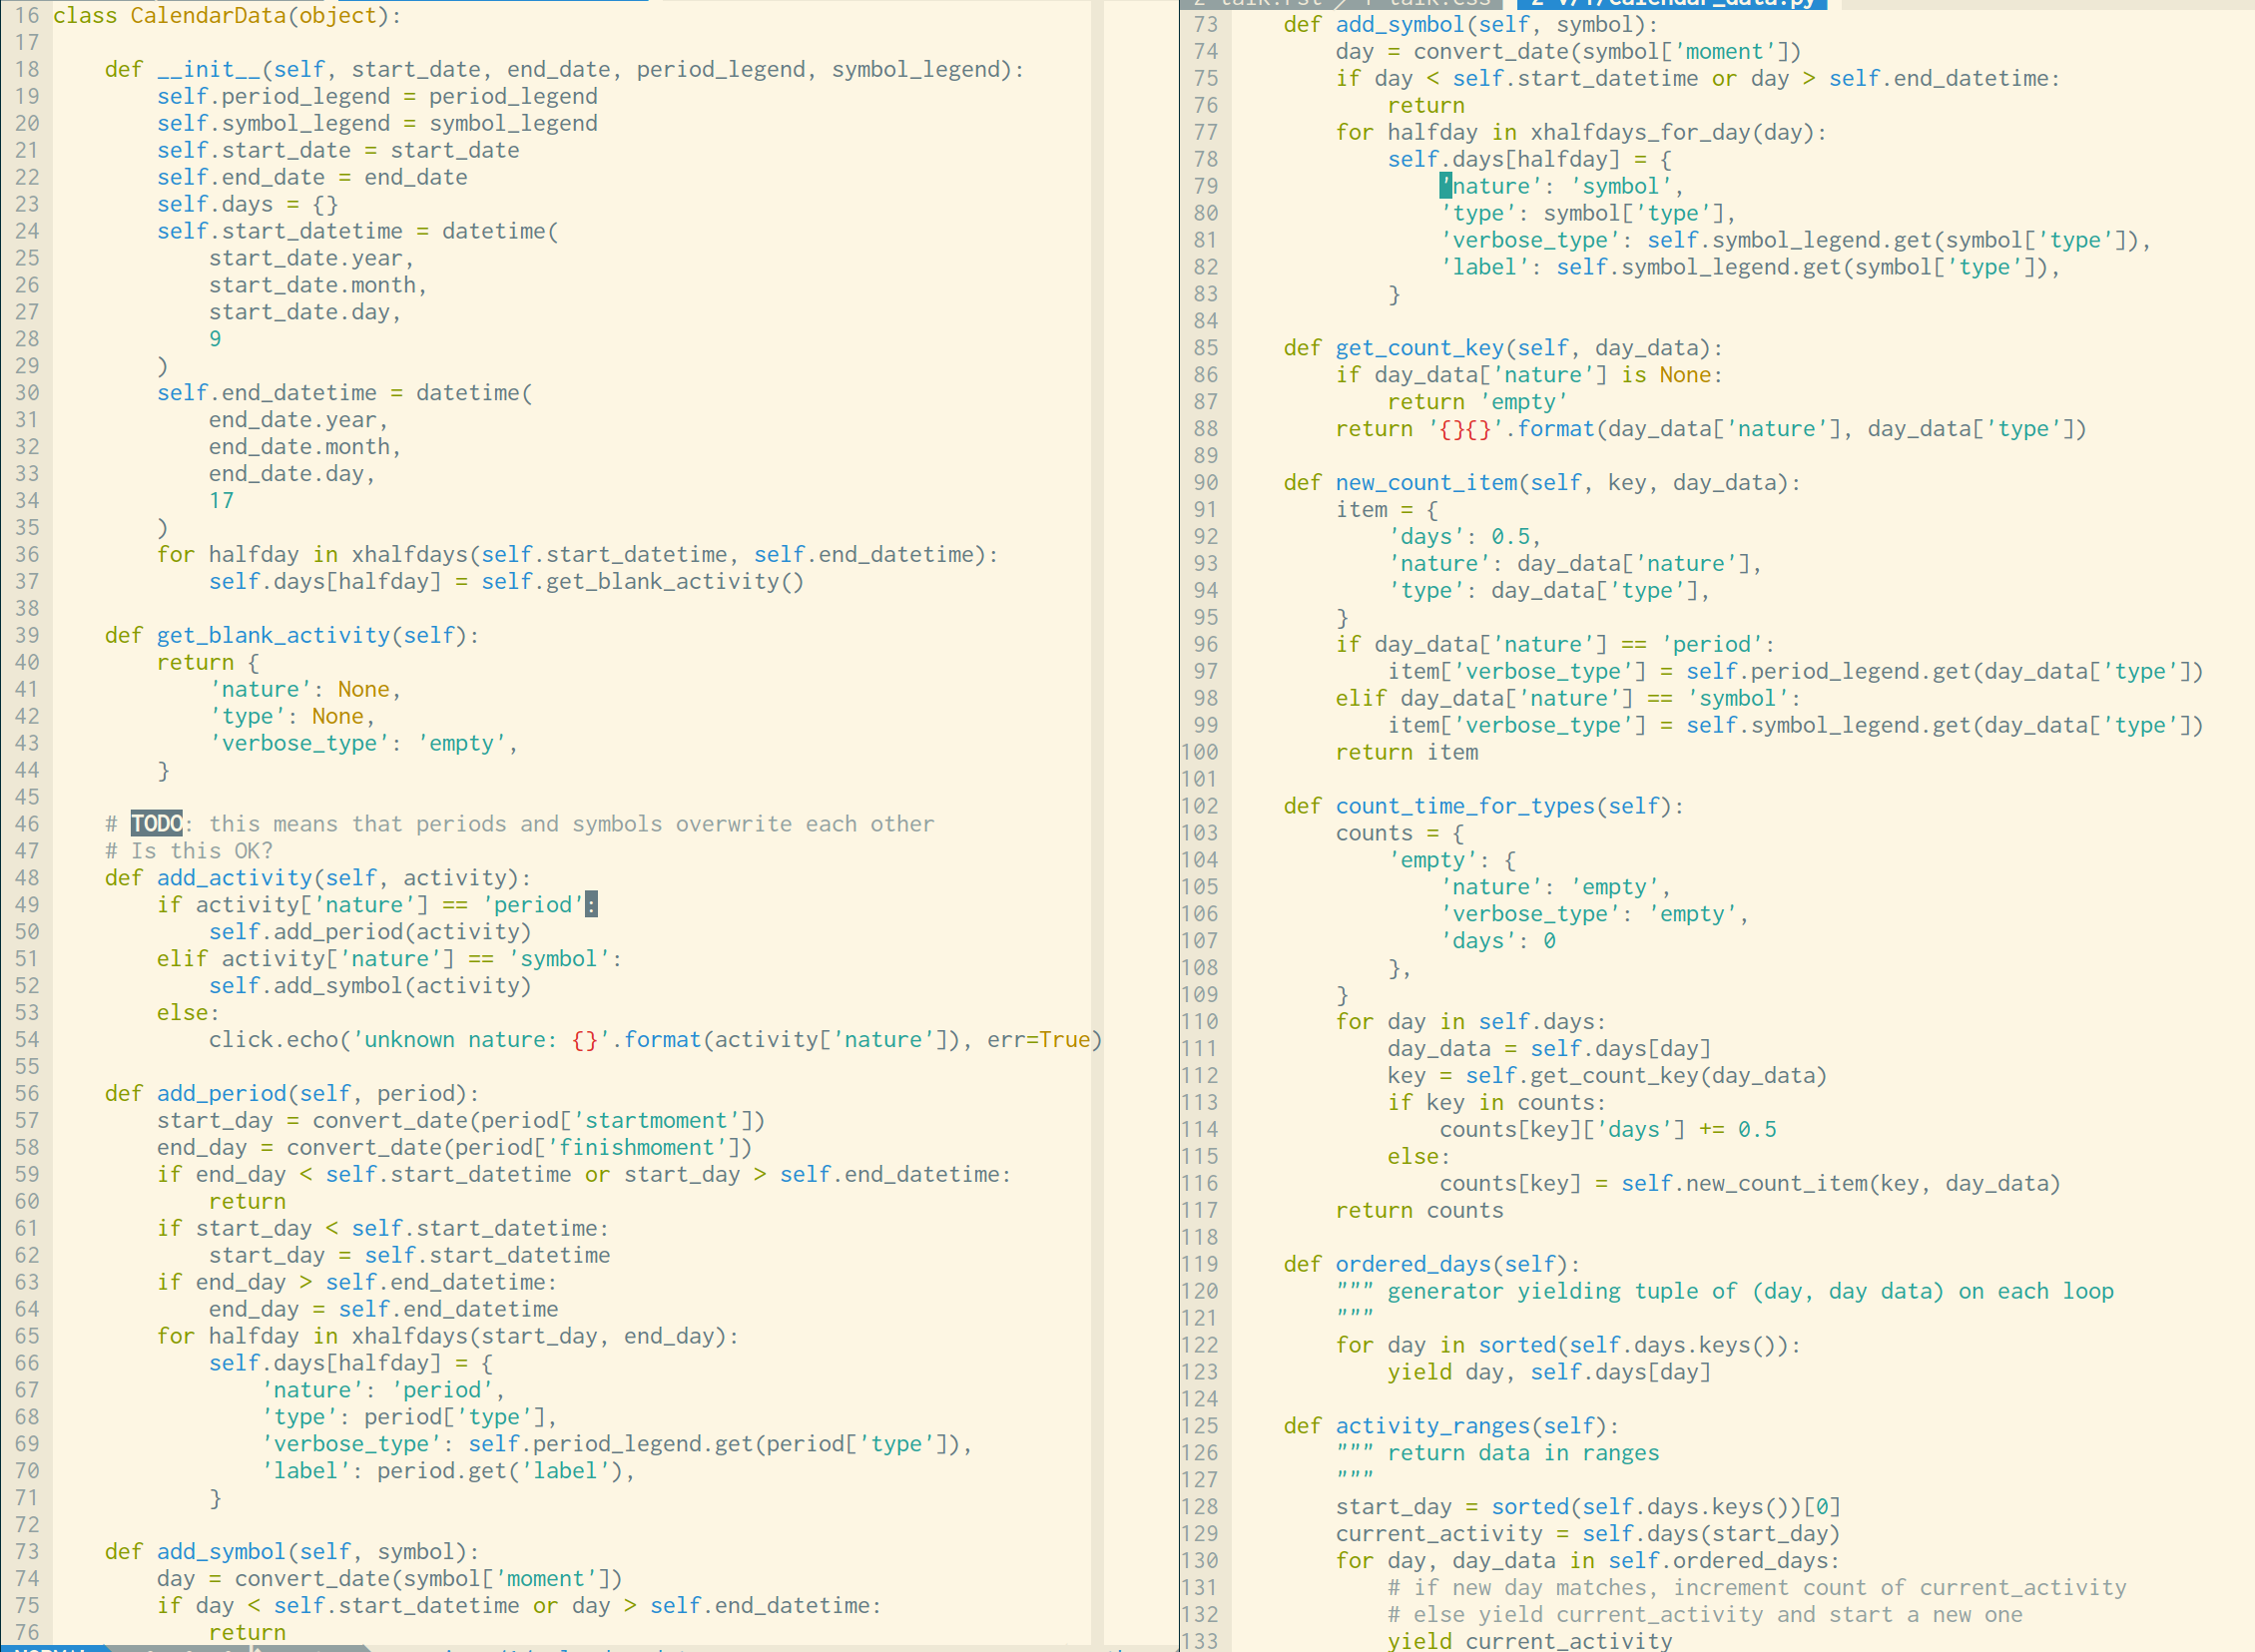 16 class CalendarData(object):
17
18     def __init__(self, start_date, end_date, period_legend, symbol_legend):
19         self.period_legend = period_legend
20         self.symbol_legend = symbol_legend
21         self.start_date = start_date
22         self.end_date = end_date
23         self.days = {}
24         self.start_datetime = datetime(
25             start_date.year,
26             start_date.month,
27             start_date.day,
28             9
29         )
30         self.end_datetime = datetime(
31             end_date.year,
32             end_date.month,
33             end_date.day,
34             17
35         )
36         for halfday in xhalfdays(self.start_datetime, self.end_datetime):
37             self.days[halfday] = self.get_blank_activity()
38
39     def get_blank_activity(self):
40         return {
41             'nature': None,
42             'type': None,
43             'verbose_type': 'empty',
44         }
45
46     # TODO: this means that periods and symbols overwrite each other
47     # Is this OK?
48     def add_activity(self, activity):
49         if activity['nature'] == 'period':
50             self.add_period(activity)
51         elif activity['nature'] == 'symbol':
52             self.add_symbol(activity)
53         else:
54             click.echo('unknown nature: {}'.format(activity['nature']), err=True)
55
56     def add_period(self, period):
57         start_day = convert_date(period['startmoment'])
58         end_day = convert_date(period['finishmoment'])
59         if end_day < self.start_datetime or start_day > self.end_datetime:
60             return
61         if start_day < self.start_datetime:
62             start_day = self.start_datetime
63         if end_day > self.end_datetime:
64             end_day = self.end_datetime
65         for halfday in xhalfdays(start_day, end_day):
66             self.days[halfday] = {
67                 'nature': 'period',
68                 'type': period['type'],
69                 'verbose_type': self.period_legend.get(period['type']),
70                 'label': period.get('label'),
71             }
72
73     def add_symbol(self, symbol):
74         day = convert_date(symbol['moment'])
75         if day < self.start_datetime or day > self.end_datetime:
76             return
73     def add_symbol(self, symbol):
74         day = convert_date(symbol['moment'])
75         if day < self.start_datetime or day > self.end_datetime:
76             return
77         for halfday in xhalfdays_for_day(day):
78             self.days[halfday] = {
79                 'nature': 'symbol',
80                 'type': symbol['type'],
81                 'verbose_type': self.symbol_legend.get(symbol['type']),
82                 'label': self.symbol_legend.get(symbol['type']),
83             }
84
85     def get_count_key(self, day_data):
86         if day_data['nature'] is None:
87             return 'empty'
88         return '{}{}'.format(day_data['nature'], day_data['type'])
89
90     def new_count_item(self, key, day_data):
91         item = {
92             'days': 0.5,
93             'nature': day_data['nature'],
94             'type': day_data['type'],
95         }
96         if day_data['nature'] == 'period':
97             item['verbose_type'] = self.period_legend.get(day_data['type'])
98         elif day_data['nature'] == 'symbol':
99             item['verbose_type'] = self.symbol_legend.get(day_data['type'])
100         return item
101
102     def count_time_for_types(self):
103         counts = {
104             'empty': {
105                 'nature': 'empty',
106                 'verbose_type': 'empty',
107                 'days': 0
108             },
109         }
110         for day in self.days:
111             day_data = self.days[day]
112             key = self.get_count_key(day_data)
113             if key in counts:
114                 counts[key]['days'] += 0.5
115             else:
116                 counts[key] = self.new_count_item(key, day_data)
117         return counts
118
119     def ordered_days(self):
120         """ generator yielding tuple of (day, day data) on each loop
121         """
122         for day in sorted(self.days.keys()):
123             yield day, self.days[day]
124
125     def activity_ranges(self):
126         """ return data in ranges
127         """
128         start_day = sorted(self.days.keys())[0]
129         current_activity = self.days(start_day)
130         for day, day_data in self.ordered_days:
131             # if new day matches, increment count of current_activity
132             # else yield current_activity and start a new one
133             yield current_activity